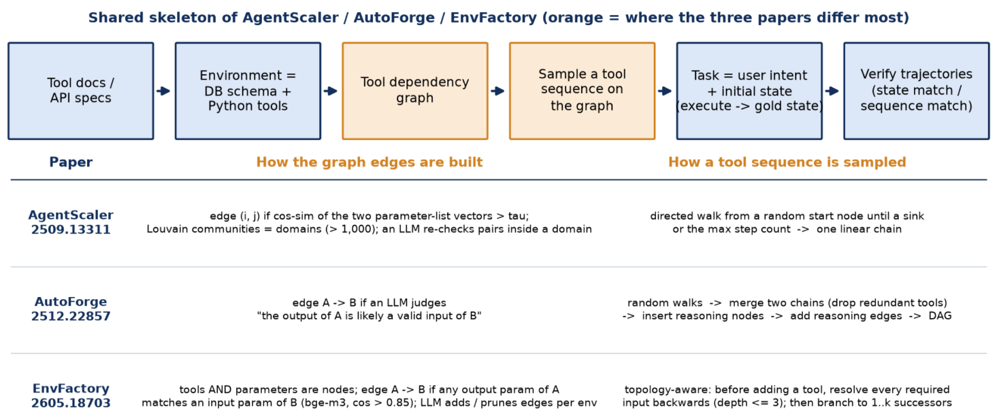 Shared skeleton of AgentScaler / AutoForge / EnvFactory (orange = where the three papers differ most)
Tool docs /
API specs
Environment =
DB schema +
Python tools
Tool dependency
graph
Sample a tool
sequence on
the graph
Task = user intent
+ initial state
(execute -> gold state)
Verify trajectories
(state match /
sequence match)
Paper
How the graph edges are built
How a tool sequence is sampled
AgentScaler
2509.13311
edge (i, j) if cos-sim of the two parameter-list vectors > tau;
Louvain communities = domains (> 1,000); an LLM re-checks pairs inside a domain
directed walk from a random start node until a sink
or the max step count -> one linear chain
AutoForge
2512.22857
edge A -> B if an LLM judges
"the output of A is likely a valid input of B"
random walks -> merge two chains (drop redundant tools)
-> insert reasoning nodes -> add reasoning edges -> DAG
EnvFactory
2605.18703
tools AND parameters are nodes; edge A -> B if any output param of A
matches an input param of B (bge-m3, cos > 0.85); LLM adds / prunes edges per env
topology-aware: before adding a tool, resolve every required
input backwards (depth <= 3); then branch to 1..k successors